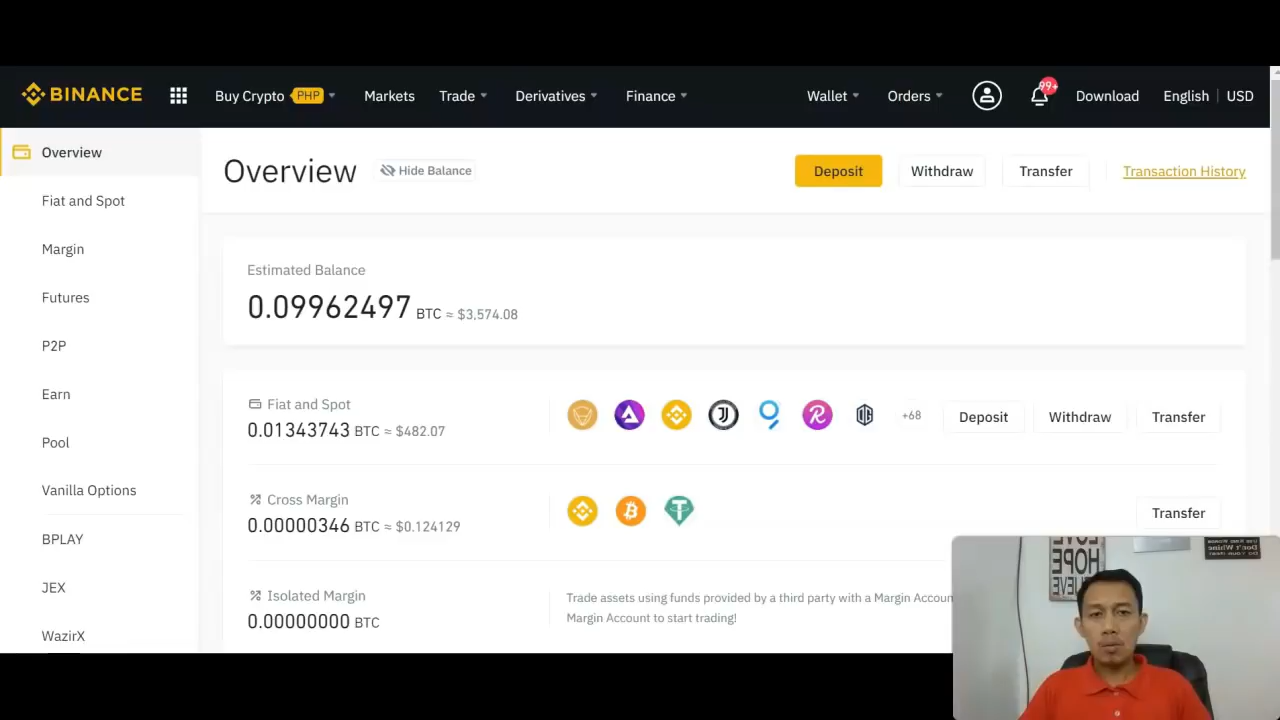 BINANCE Buy Crypto PHP Markets Trade Derivatives Finance Wallet Orders 99+ Download English USD
Overview
Fiat and Spot
Margin
Futures
P2P
Earn
Pool
Vanilla Options
BPLAY
JEX
WazirX
Overview Hide Balance Deposit Withdraw Transfer Transaction History
Estimated Balance
0.09962497 BTC ≈ $3,574.08
Fiat and Spot
0.01343743 BTC ≈ $482.07
+68 Deposit Withdraw Transfer
Cross Margin
0.00000346 BTC ≈ $0.124129
Transfer
Isolated Margin
0.00000000 BTC
Trade assets using funds provided by a third party with a Margin Accoun
Margin Account to start trading!
HOPE
Don't Whine